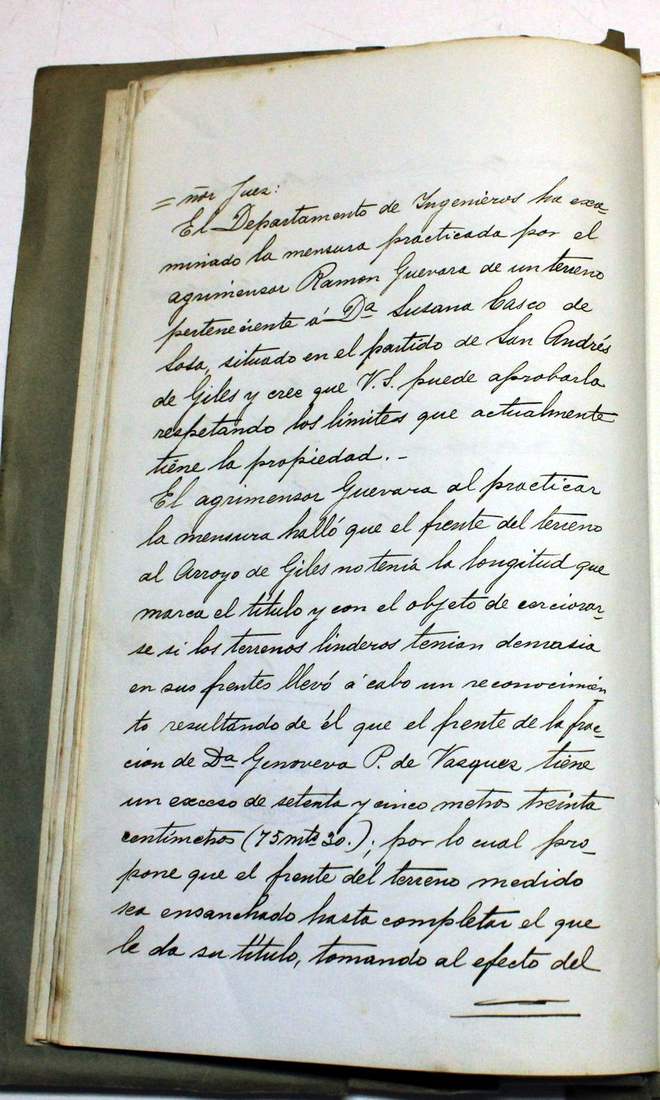 = ñor Juez:
El Departamento de Ingenieros ha exa=
minado la mensura practicada por el
agrimensor Ramon Guevara de un terreno
perteneciente á Da Susana Casco de
Sosa, situado en el partido de San Andrés
de Giles y cree que V.S. puede aprobarla
respetando los límites que actualmente
tiene la propiedad. –
El agrimensor Guevara al practicar
la mensura halló que el frente del terreno
al Arroyo de Giles no tenía la longitud que
marca el título y con el objeto de cerciorar-
se si los terrenos linderos tenian demasia
en sus frentes llevó á cabo un reconocimien
to resultando de él que el frente de la frac=
cion de Da Genoveva P. de Vasquez tiene
un exceso de setenta y cinco metros treinta
centímetros (75 mts 30.); por lo cual pro-
pone que el frente del terreno medido
sea ensanchado hasta completar el que
le da su título, tomando al efecto del